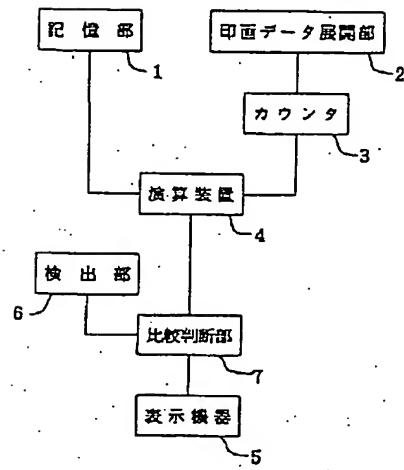 記憶部
1
印画データ展開部
2
カウンタ
3
演算装置
4
検出部
6
比較判断部
7
表示機器
5